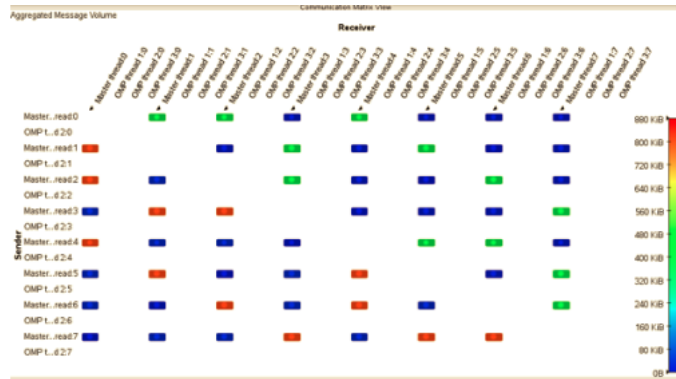 Communication Matrix View
Aggregated Message Volume
Receiver
Master thread:0
OMP thread 1:0
OMP thread 2:0
OMP thread 3:0
Master thread:1
OMP thread 1:1
OMP thread 2:1
OMP thread 3:1
Master thread:2
OMP thread 1:2
OMP thread 2:2
OMP thread 3:2
Master thread:3
OMP thread 1:3
OMP thread 2:3
OMP thread 3:3
Master thread:4
OMP thread 1:4
OMP thread 2:4
OMP thread 3:4
Master thread:5
OMP thread 1:5
OMP thread 2:5
OMP thread 3:5
Master thread:6
OMP thread 1:6
OMP thread 2:6
OMP thread 3:6
Master thread:7
OMP thread 1:7
OMP thread 2:7
OMP thread 3:7
Sender
Master...read:0
OMP t...d 2:0
Master...read:1
OMP t...d 2:1
Master...read:2
OMP t...d 2:2
Master...read:3
OMP t...d 2:3
Master...read:4
OMP t...d 2:4
Master...read:5
OMP t...d 2:5
Master...read:6
OMP t...d 2:6
Master...read:7
OMP t...d 2:7
880 KiB
800 KiB
720 KiB
640 KiB
560 KiB
480 KiB
400 KiB
320 KiB
240 KiB
160 KiB
80 KiB
0B